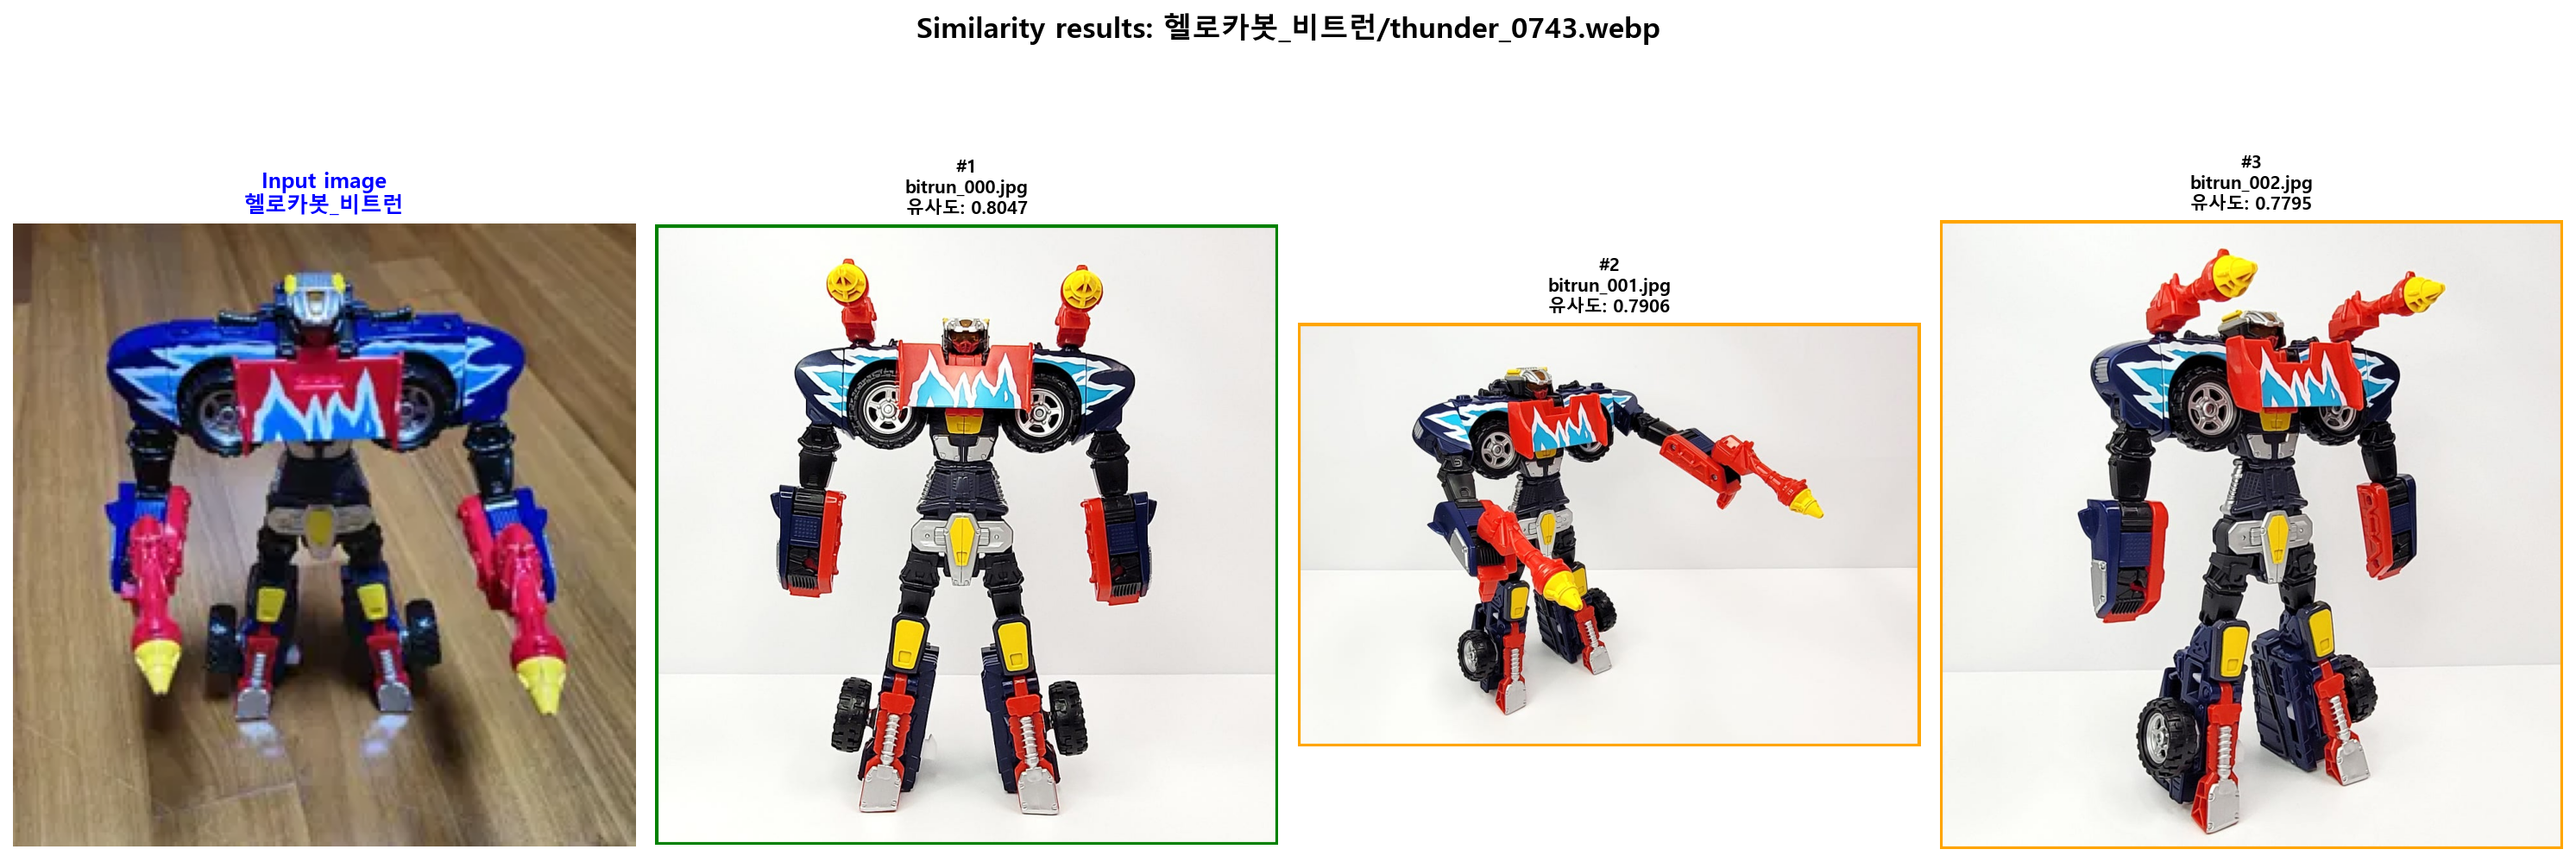 Similarity results: 헬로카봇_비트런/thunder_0743.webp
Input image
헬로카봇_비트런
#1
bitrun_000.jpg
유사도: 0.8047
#2
bitrun_001.jpg
유사도: 0.7906
#3
bitrun_002.jpg
유사도: 0.7795